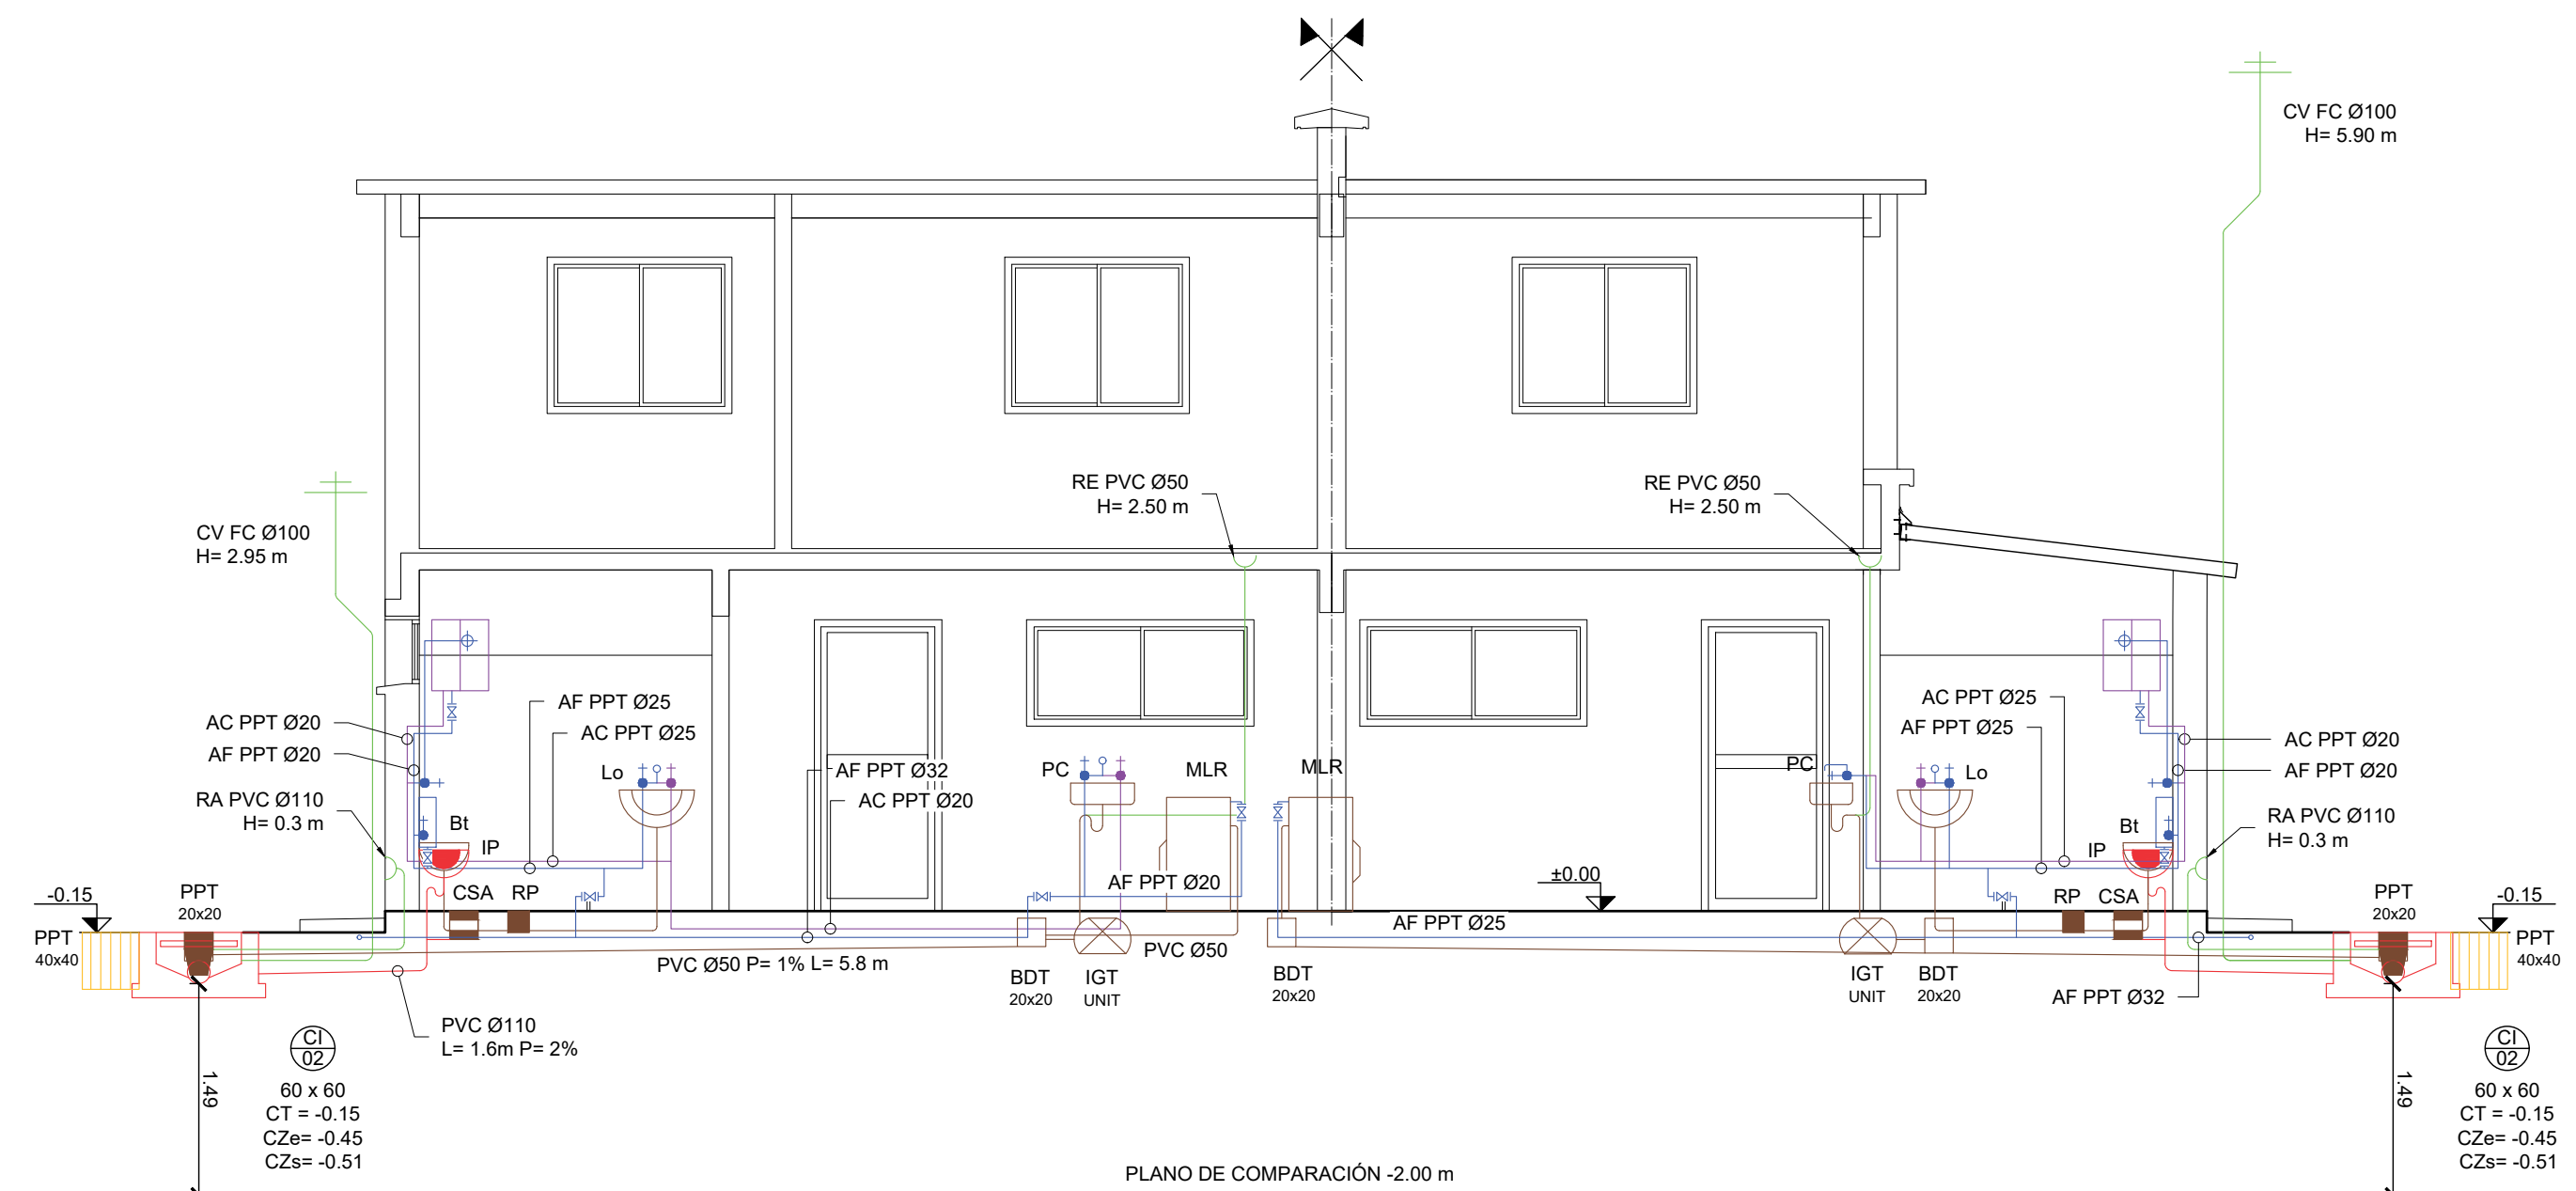 CV FC Ø100
H= 5.90 m
RE PVC Ø50
H= 2.50 m
RE PVC Ø50
H= 2.50 m
CV FC Ø100
H= 2.95 m
AC PPT Ø20
AF PPT Ø20
AF PPT Ø25
AC PPT Ø25
Lo
AF PPT Ø32
AC PPT Ø20
PC
MLR
MLR
PC
AC PPT Ø25
AF PPT Ø25
Lo
AC PPT Ø20
AF PPT Ø20
RA PVC Ø110
H= 0.3 m
Bt
IP
CSA
RP
AF PPT Ø20
±0.00
Bt
IP
RP
CSA
RA PVC Ø110
H= 0.3 m
-0.15
PPT
20x20
PPT
40x40
AF PPT Ø25
PVC Ø50
PVC Ø50 P= 1% L= 5.8 m
BDT
20x20
IGT
UNIT
BDT
20x20
IGT
UNIT
BDT
20x20
AF PPT Ø32
PPT
20x20
-0.15
PPT
40x40
PVC Ø110
L= 1.6m P= 2%
CI
02
60 x 60
CT = -0.15
CZe= -0.45
CZs= -0.51
1.49
1.49
CI
02
60 x 60
CT = -0.15
CZe= -0.45
CZs= -0.51
PLANO DE COMPARACIÓN -2.00 m